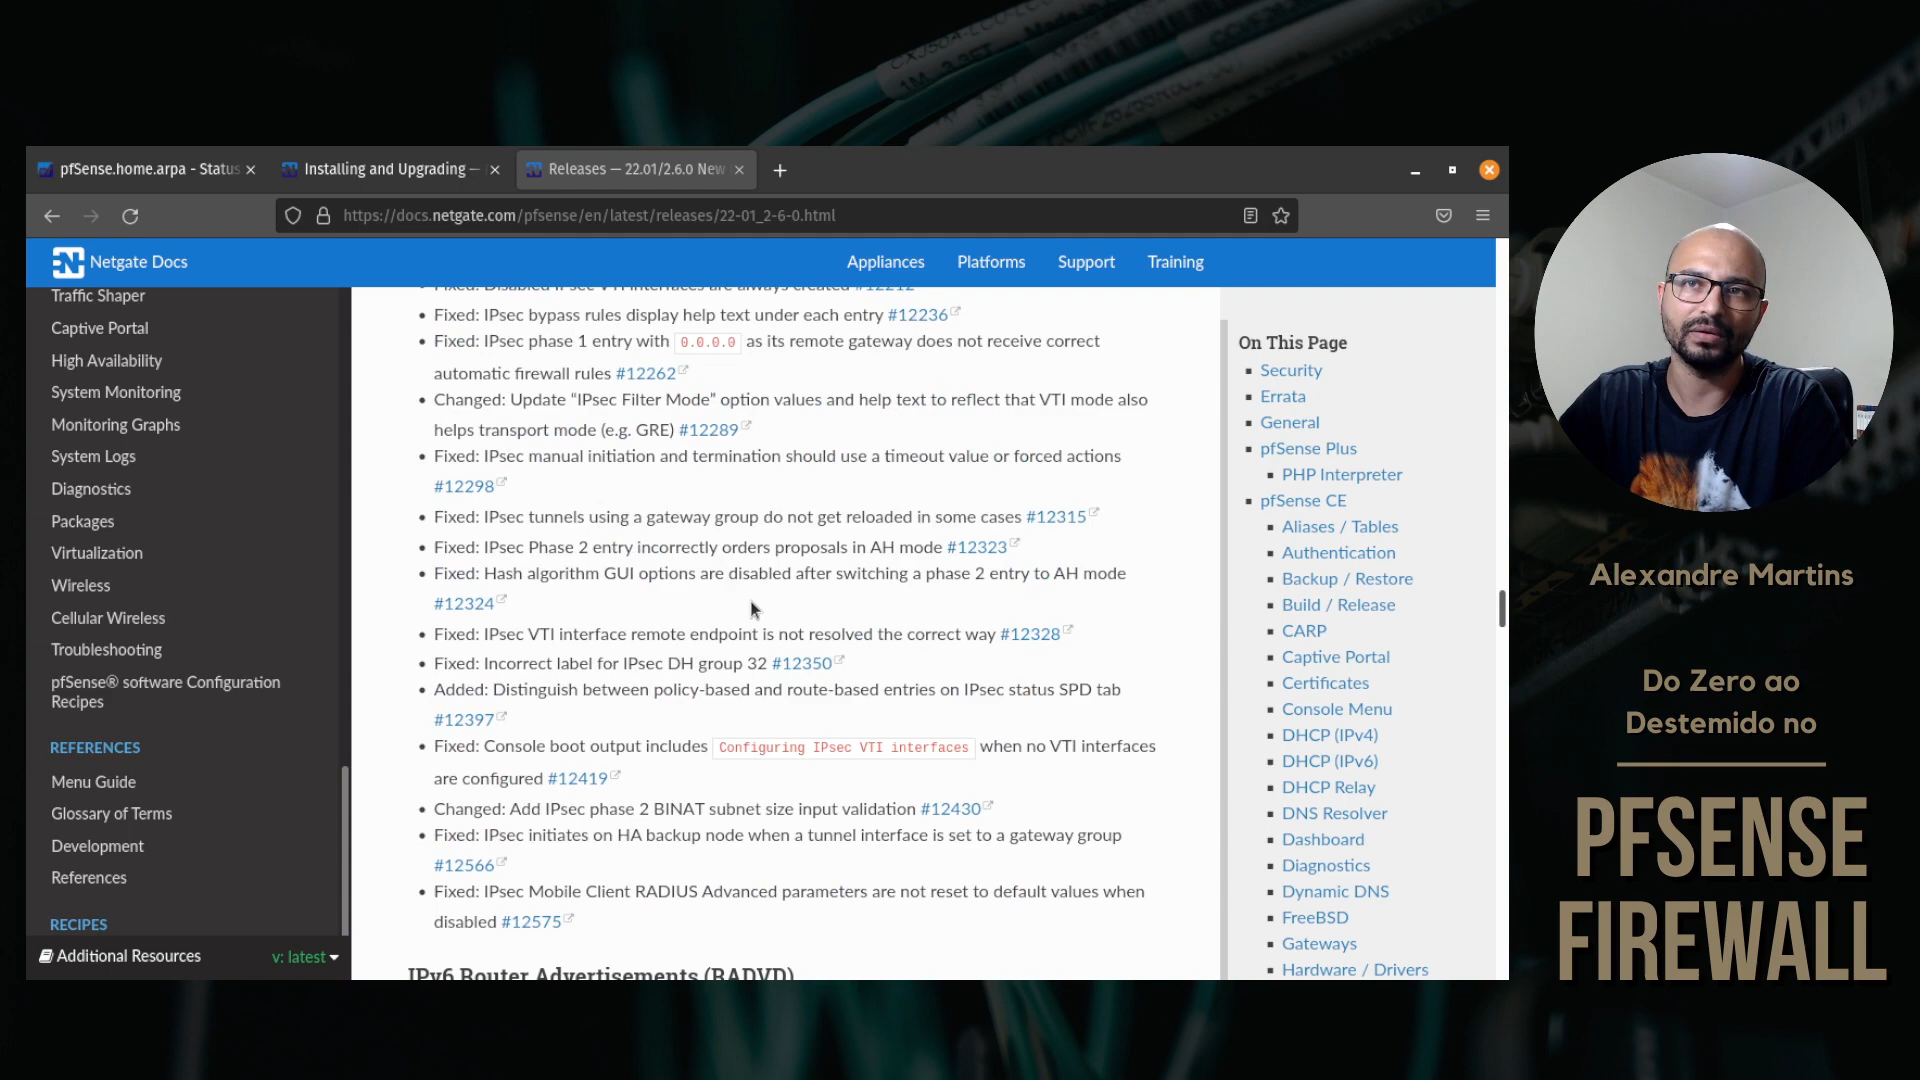 pfSense.home.arpa - Status
Installing and Upgrading —
Releases — 22.01/2.6.0 New
https://docs.netgate.com/pfsense/en/latest/releases/22-01_2-6-0.html
Netgate Docs
Appliances
Platforms
Support
Training
Traffic Shaper
Captive Portal
High Availability
System Monitoring
Monitoring Graphs
System Logs
Diagnostics
Packages
Virtualization
Wireless
Cellular Wireless
Troubleshooting
pfSense® software Configuration
Recipes
REFERENCES
Menu Guide
Glossary of Terms
Development
References
RECIPES
Additional Resources
v: latest
Fixed: Disabled IPsec VTI interfaces are always created #12212
Fixed: IPsec bypass rules display help text under each entry #12236
Fixed: IPsec phase 1 entry with 0.0.0.0 as its remote gateway does not receive correct
automatic firewall rules #12262
Changed: Update “IPsec Filter Mode” option values and help text to reflect that VTI mode also
helps transport mode (e.g. GRE) #12289
Fixed: IPsec manual initiation and termination should use a timeout value or forced actions
#12298
Fixed: IPsec tunnels using a gateway group do not get reloaded in some cases #12315
Fixed: IPsec Phase 2 entry incorrectly orders proposals in AH mode #12323
Fixed: Hash algorithm GUI options are disabled after switching a phase 2 entry to AH mode
#12324
Fixed: IPsec VTI interface remote endpoint is not resolved the correct way #12328
Fixed: Incorrect label for IPsec DH group 32 #12350
Added: Distinguish between policy-based and route-based entries on IPsec status SPD tab
#12397
Fixed: Console boot output includes Configuring IPsec VTI interfaces when no VTI interfaces
are configured #12419
Changed: Add IPsec phase 2 BINAT subnet size input validation #12430
Fixed: IPsec initiates on HA backup node when a tunnel interface is set to a gateway group
#12566
Fixed: IPsec Mobile Client RADIUS Advanced parameters are not reset to default values when
disabled #12575
IPv6 Router Advertisements (RADVD)
On This Page
Security
Errata
General
pfSense Plus
PHP Interpreter
pfSense CE
Aliases / Tables
Authentication
Backup / Restore
Build / Release
CARP
Captive Portal
Certificates
Console Menu
DHCP (IPv4)
DHCP (IPv6)
DHCP Relay
DNS Resolver
Dashboard
Diagnostics
Dynamic DNS
FreeBSD
Gateways
Hardware / Drivers
Alexandre Martins
Do Zero ao
Destemido no
PFSENSE
FIREWALL